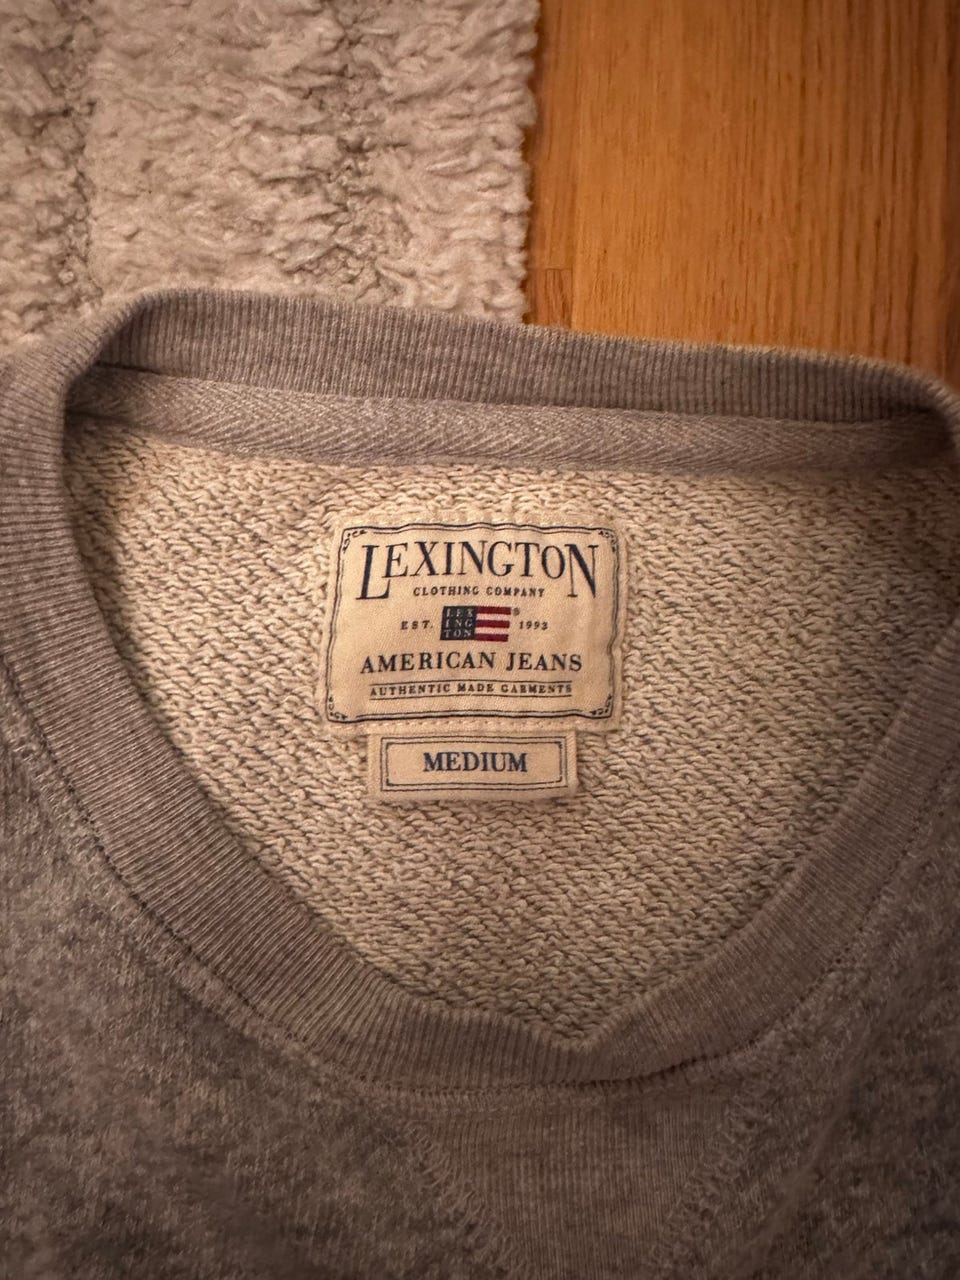 LEXINGTON
CLOTHING COMPANY
LEX
ING
TON
®
EST. 1993
AMERICAN JEANS
AUTHENTIC MADE GARMENTS
MEDIUM